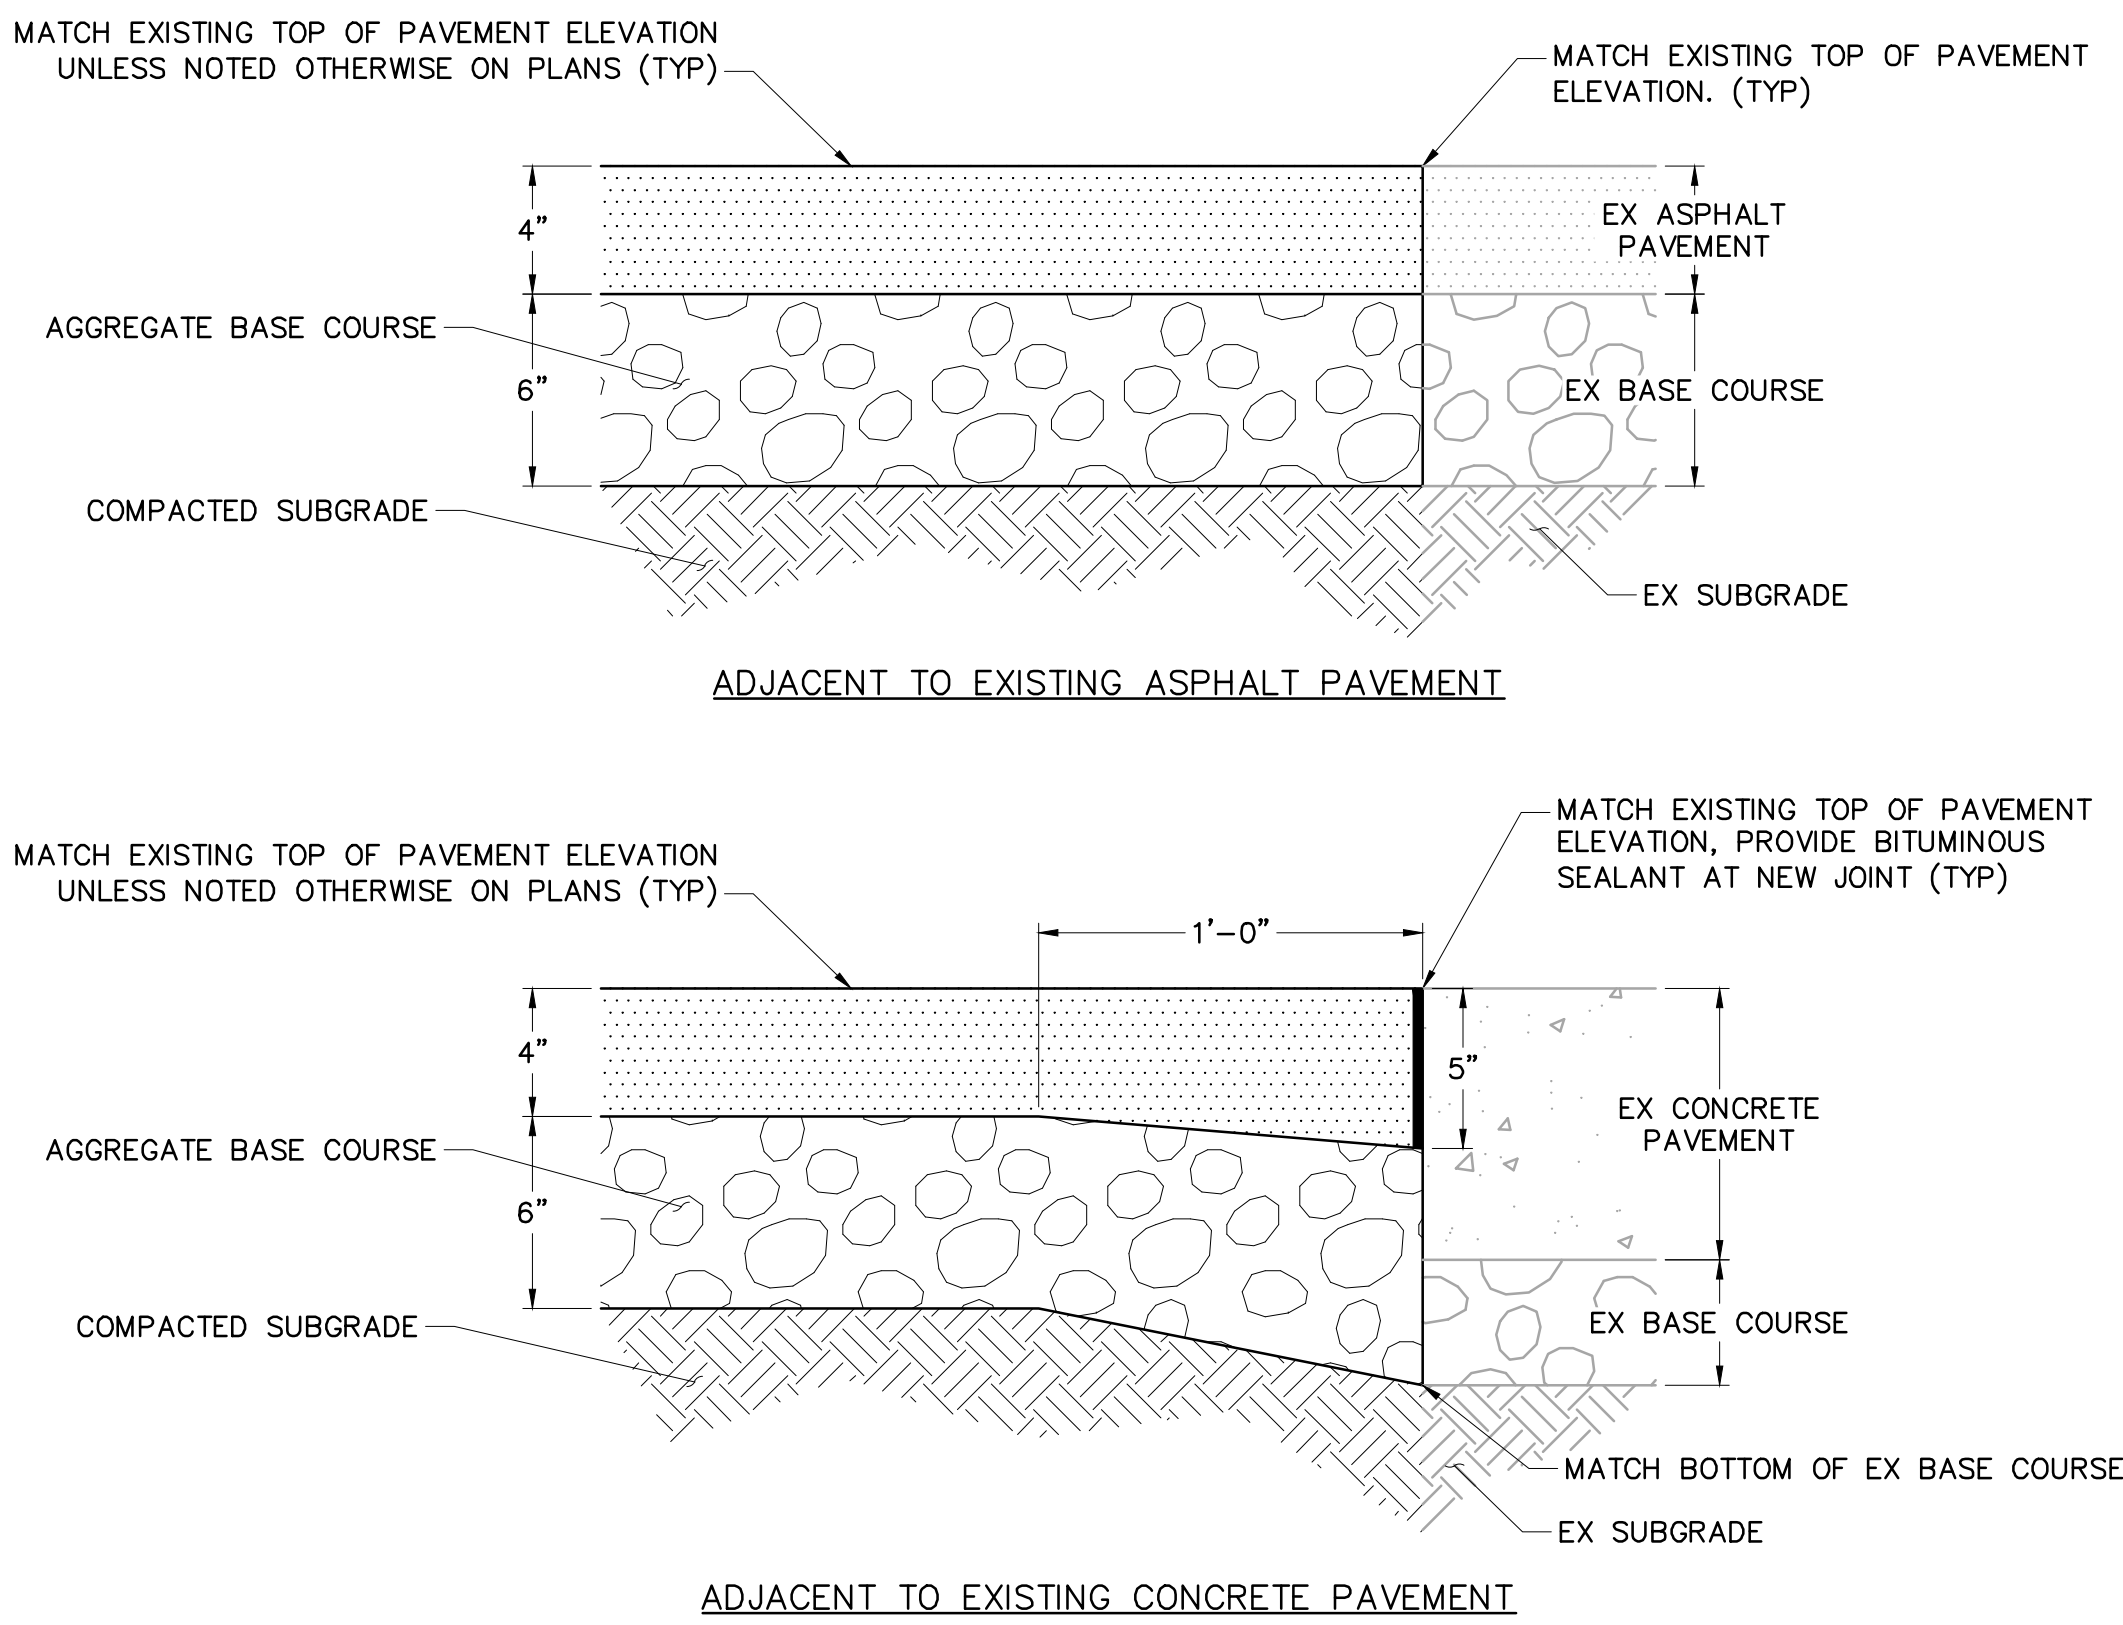 MATCH EXISTING TOP OF PAVEMENT ELEVATION
UNLESS NOTED OTHERWISE ON PLANS (TYP)
MATCH EXISTING TOP OF PAVEMENT
ELEVATION. (TYP)
4"
EX ASPHALT
PAVEMENT
AGGREGATE BASE COURSE
6"
EX BASE COURSE
COMPACTED SUBGRADE
EX SUBGRADE
ADJACENT TO EXISTING ASPHALT PAVEMENT
MATCH EXISTING TOP OF PAVEMENT
ELEVATION, PROVIDE BITUMINOUS
SEALANT AT NEW JOINT (TYP)
MATCH EXISTING TOP OF PAVEMENT ELEVATION
UNLESS NOTED OTHERWISE ON PLANS (TYP)
1'-0"
4"
5"
EX CONCRETE
PAVEMENT
AGGREGATE BASE COURSE
6"
EX BASE COURSE
COMPACTED SUBGRADE
MATCH BOTTOM OF EX BASE COURSE
EX SUBGRADE
ADJACENT TO EXISTING CONCRETE PAVEMENT